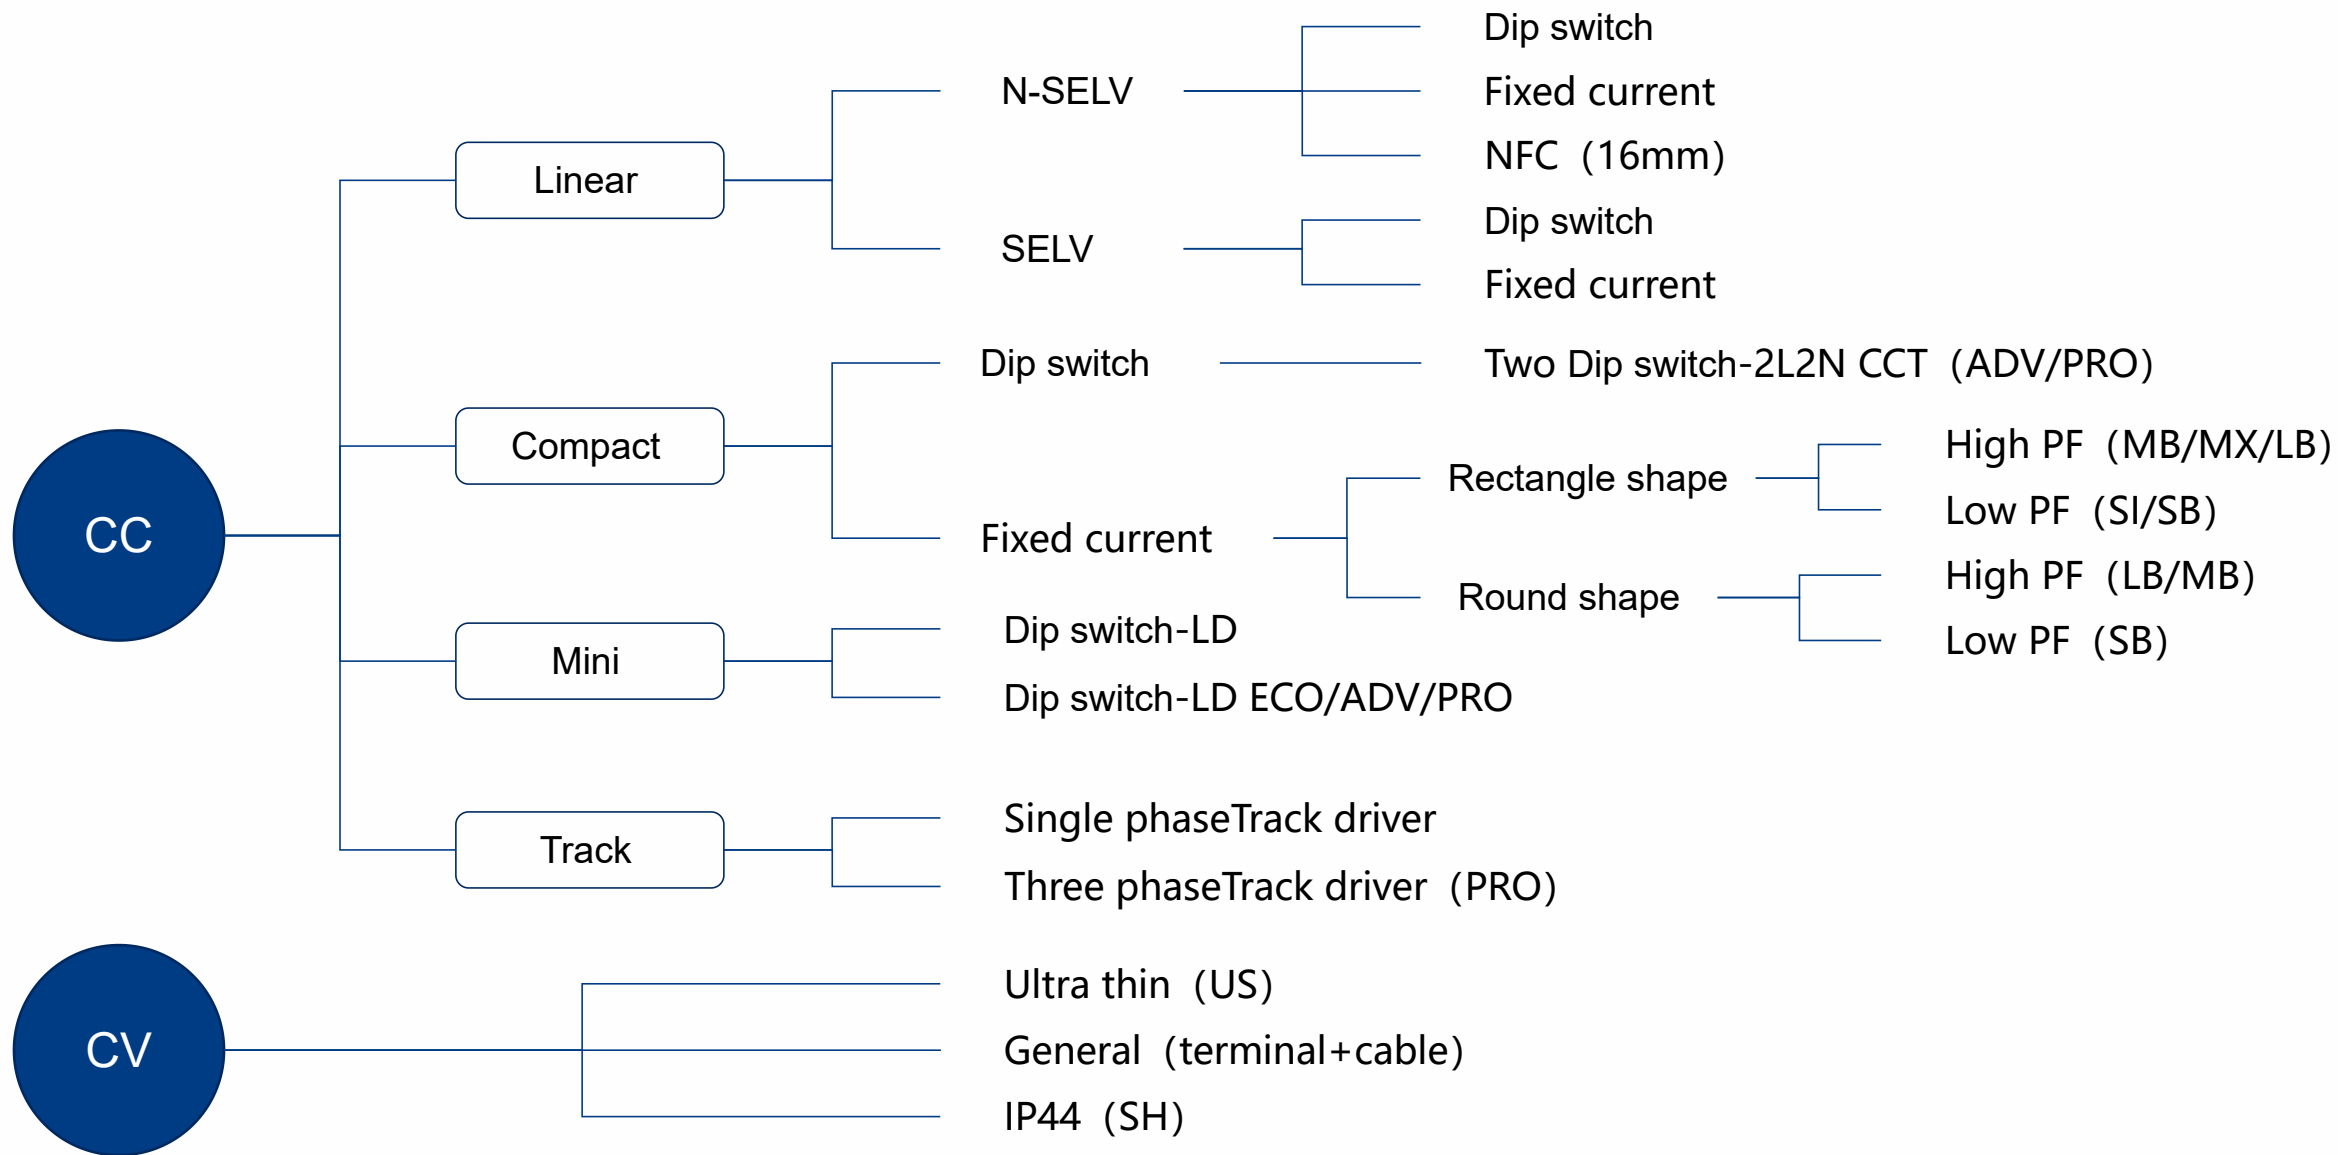 CC
Linear
N-SELV
Dip switch
Fixed current
NFC（16mm）
SELV
Dip switch
Fixed current
Compact
Dip switch
Two Dip switch-2L2N CCT（ADV/PRO）
Fixed current
Rectangle shape
High PF（MB/MX/LB）
Low PF（SI/SB）
Round shape
High PF（LB/MB）
Low PF（SB）
Mini
Dip switch-LD
Dip switch-LD ECO/ADV/PRO
Track
Single phaseTrack driver
Three phaseTrack driver（PRO）
CV
Ultra thin（US）
General（terminal+cable）
IP44（SH）